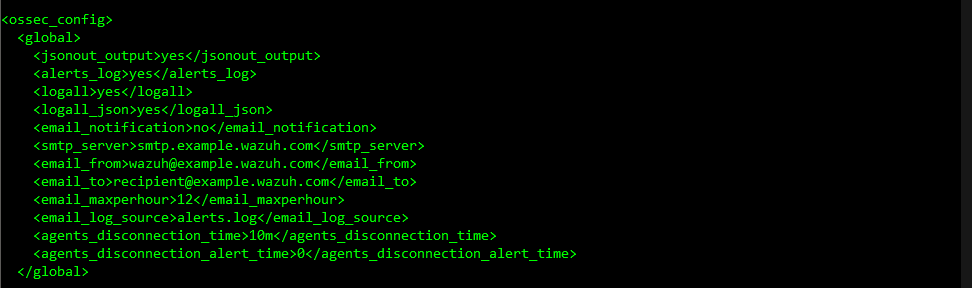 <ossec_config>
  <global>
    <jsonout_output>yes</jsonout_output>
    <alerts_log>yes</alerts_log>
    <logall>yes</logall>
    <logall_json>yes</logall_json>
    <email_notification>no</email_notification>
    <smtp_server>smtp.example.wazuh.com</smtp_server>
    <email_from>wazuh@example.wazuh.com</email_from>
    <email_to>recipient@example.wazuh.com</email_to>
    <email_maxperhour>12</email_maxperhour>
    <email_log_source>alerts.log</email_log_source>
    <agents_disconnection_time>10m</agents_disconnection_time>
    <agents_disconnection_alert_time>0</agents_disconnection_alert_time>
  </global>